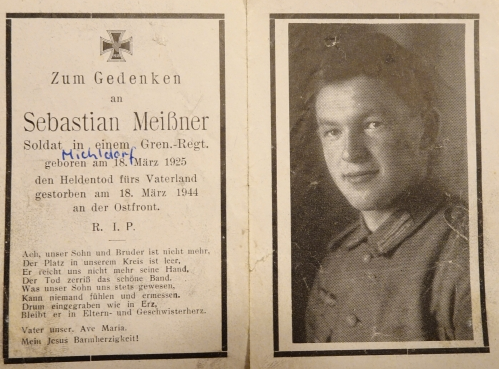 Zum Gedenken
an
Sebastian Meißner
Soldat in einem Gren.-Regt.
Michldorf
geboren am 18. März 1925
den Heldentod fürs Vaterland
gestorben am 18. März 1944
an der Ostfront.
R. I. P.
Ach, unser Sohn und Bruder ist nicht mehr,
Der Platz in unserem Kreis ist leer,
Er reicht uns nicht mehr seine Hand,
Der Tod zerriß das schöne Band.
Was unser Sohn uns stets gewesen,
Kann niemand fühlen und ermessen.
Drum eingegraben wie in Erz,
Bleibt er in Eltern- und Geschwisterherz.
Vater unser. Ave Maria.
Mein Jesus Barmherzigkeit!